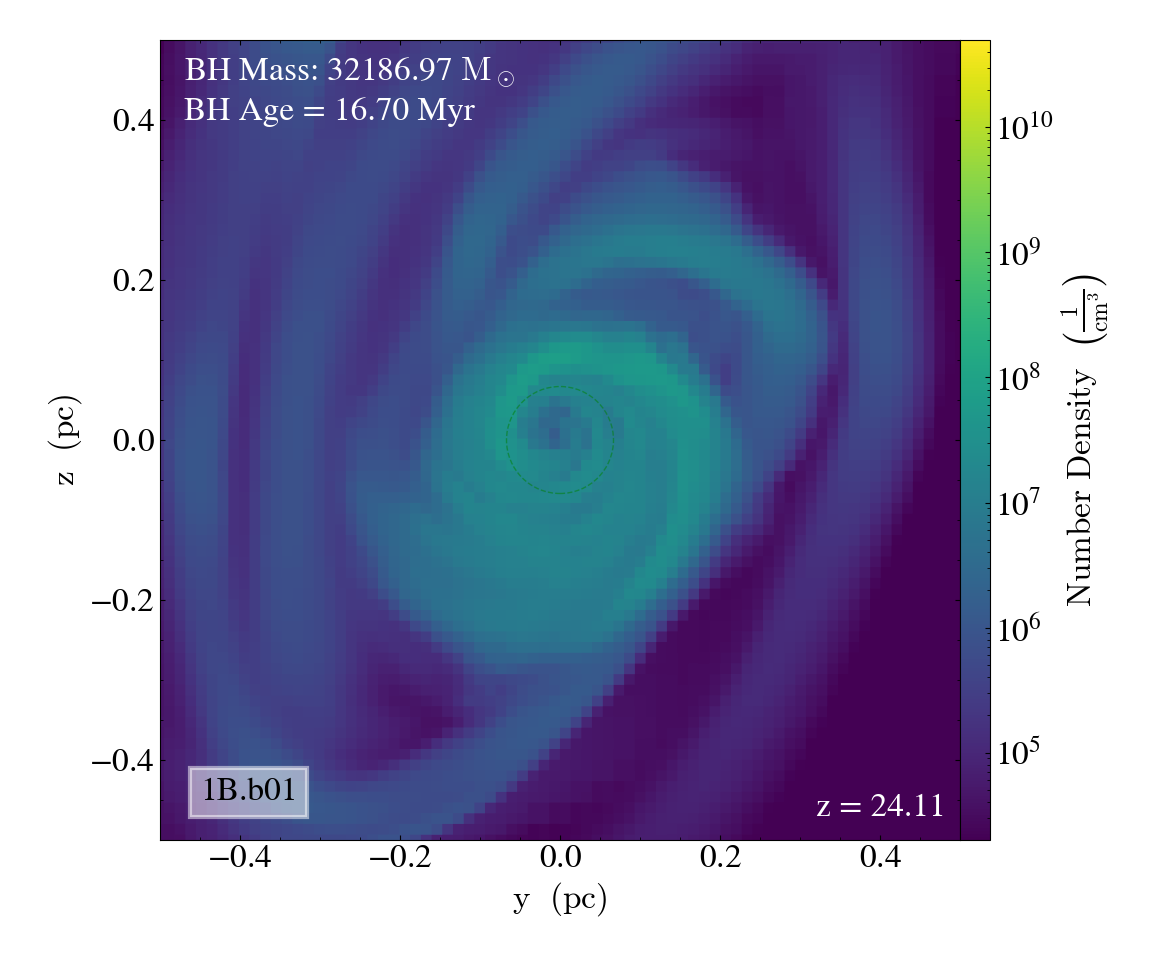 BH Mass: 32186.97 M⊙
BH Age = 16.70 Myr
1B.b01
z = 24.11
0.4
0.2
0.0
−0.2
−0.4
z (pc)
−0.4
−0.2
0.0
0.2
0.4
y (pc)
10¹⁰
10⁹
10⁸
10⁷
10⁶
10⁵
Number Density (1/cm³)